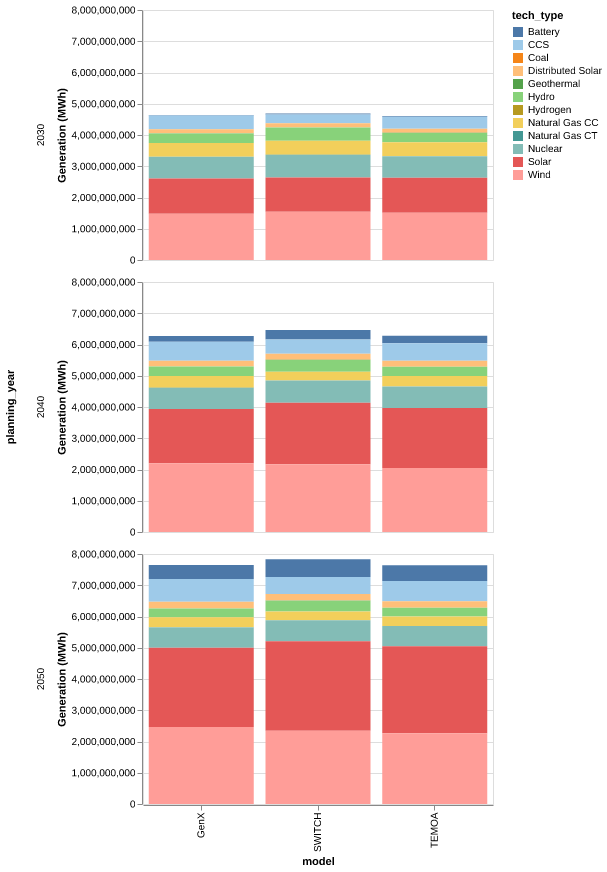 8,000,000,000
7,000,000,000
6,000,000,000
5,000,000,000
4,000,000,000
3,000,000,000
2,000,000,000
1,000,000,000
0
Generation (MWh)
2030
8,000,000,000
7,000,000,000
6,000,000,000
5,000,000,000
4,000,000,000
3,000,000,000
2,000,000,000
1,000,000,000
0
Generation (MWh)
2040
planning_year
8,000,000,000
7,000,000,000
6,000,000,000
5,000,000,000
4,000,000,000
3,000,000,000
2,000,000,000
1,000,000,000
0
Generation (MWh)
2050
GenX
SWITCH
TEMOA
model
tech_type
Battery
CCS
Coal
Distributed Solar
Geothermal
Hydro
Hydrogen
Natural Gas CC
Natural Gas CT
Nuclear
Solar
Wind